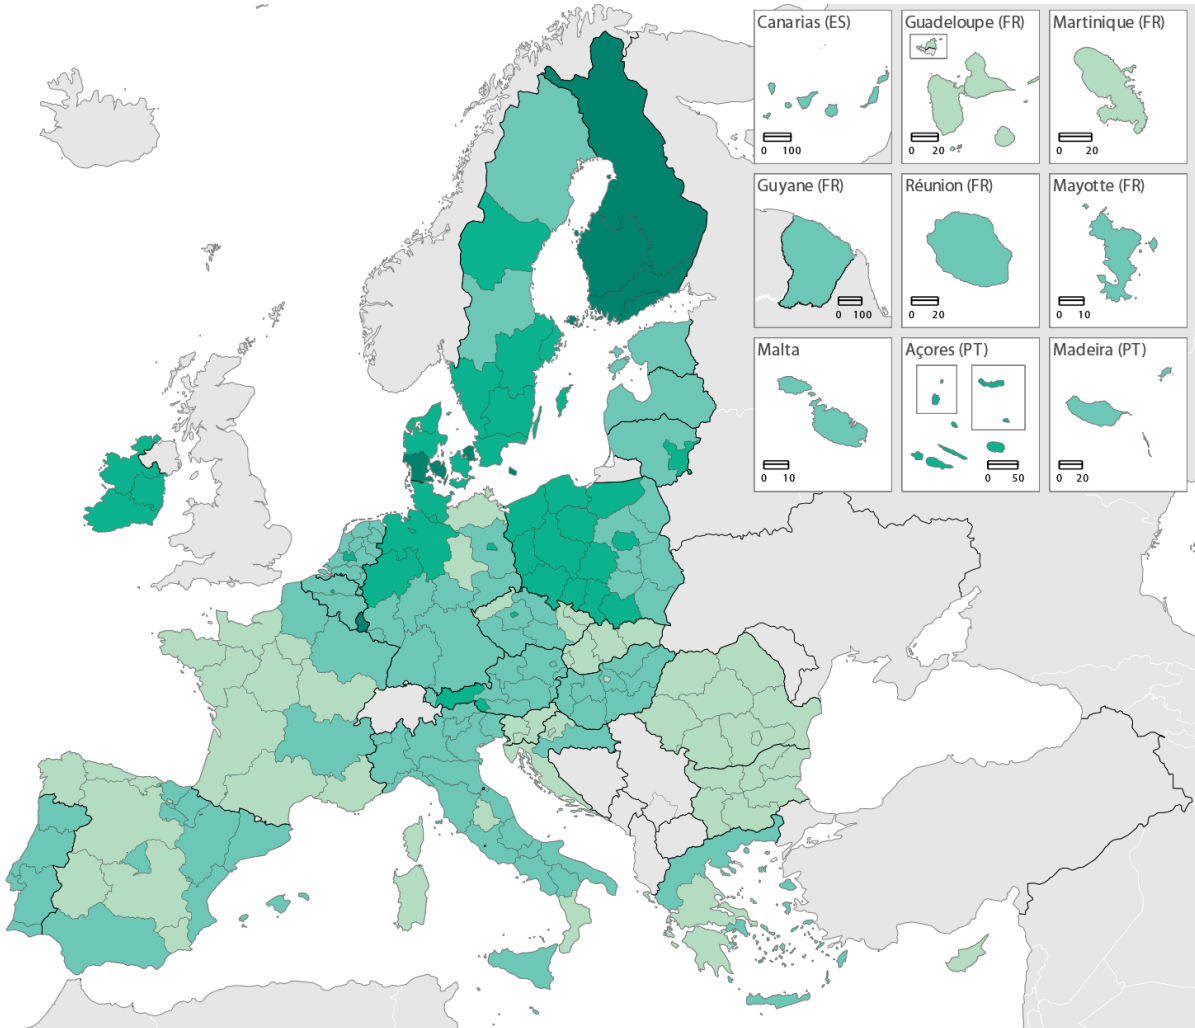 Canarias (ES)
0 100
Guadeloupe (FR)
0 20
Martinique (FR)
0 20
Guyane (FR)
0 100
Réunion (FR)
0 20
Mayotte (FR)
0 10
Malta
0 10
Açores (PT)
0 50
Madeira (PT)
0 20